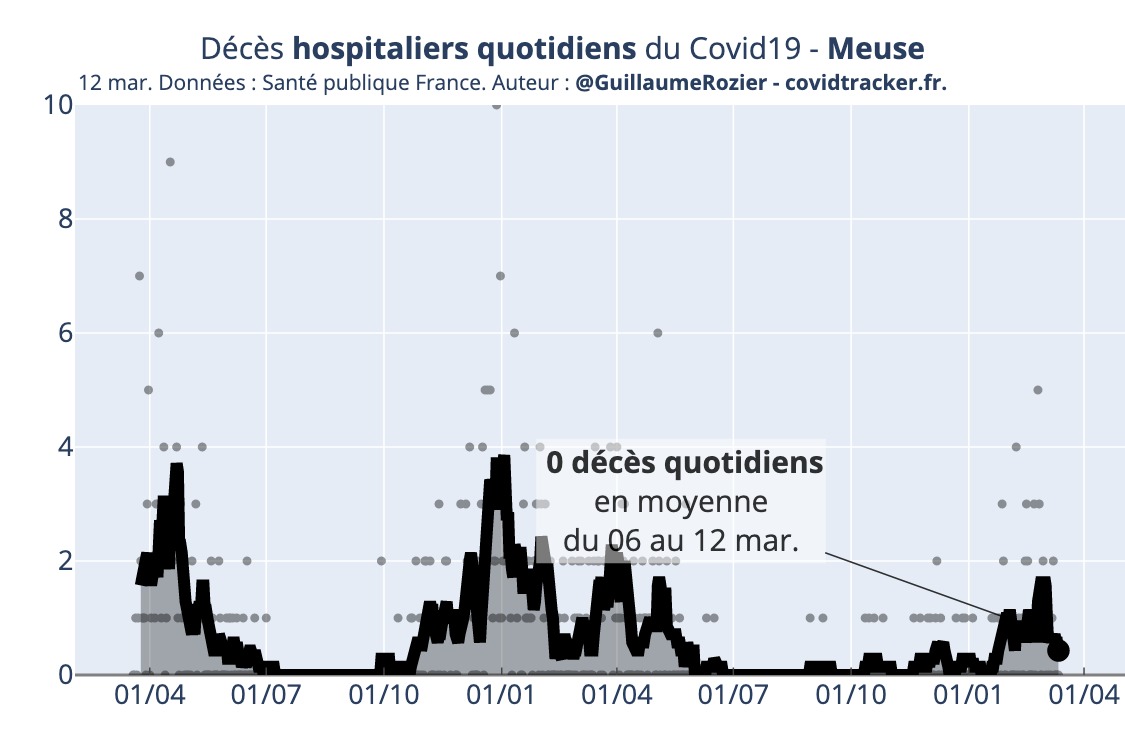 Décès hospitaliers quotidiens du Covid19 - Meuse
12 mar. Données : Santé publique France. Auteur : @GuillaumeRozier - covidtracker.fr.
10
8
6
4
2
0
0 décès quotidiens
en moyenne
du 06 au 12 mar.
01/04 01/07 01/10 01/01 01/04 01/07 01/10 01/01 01/04